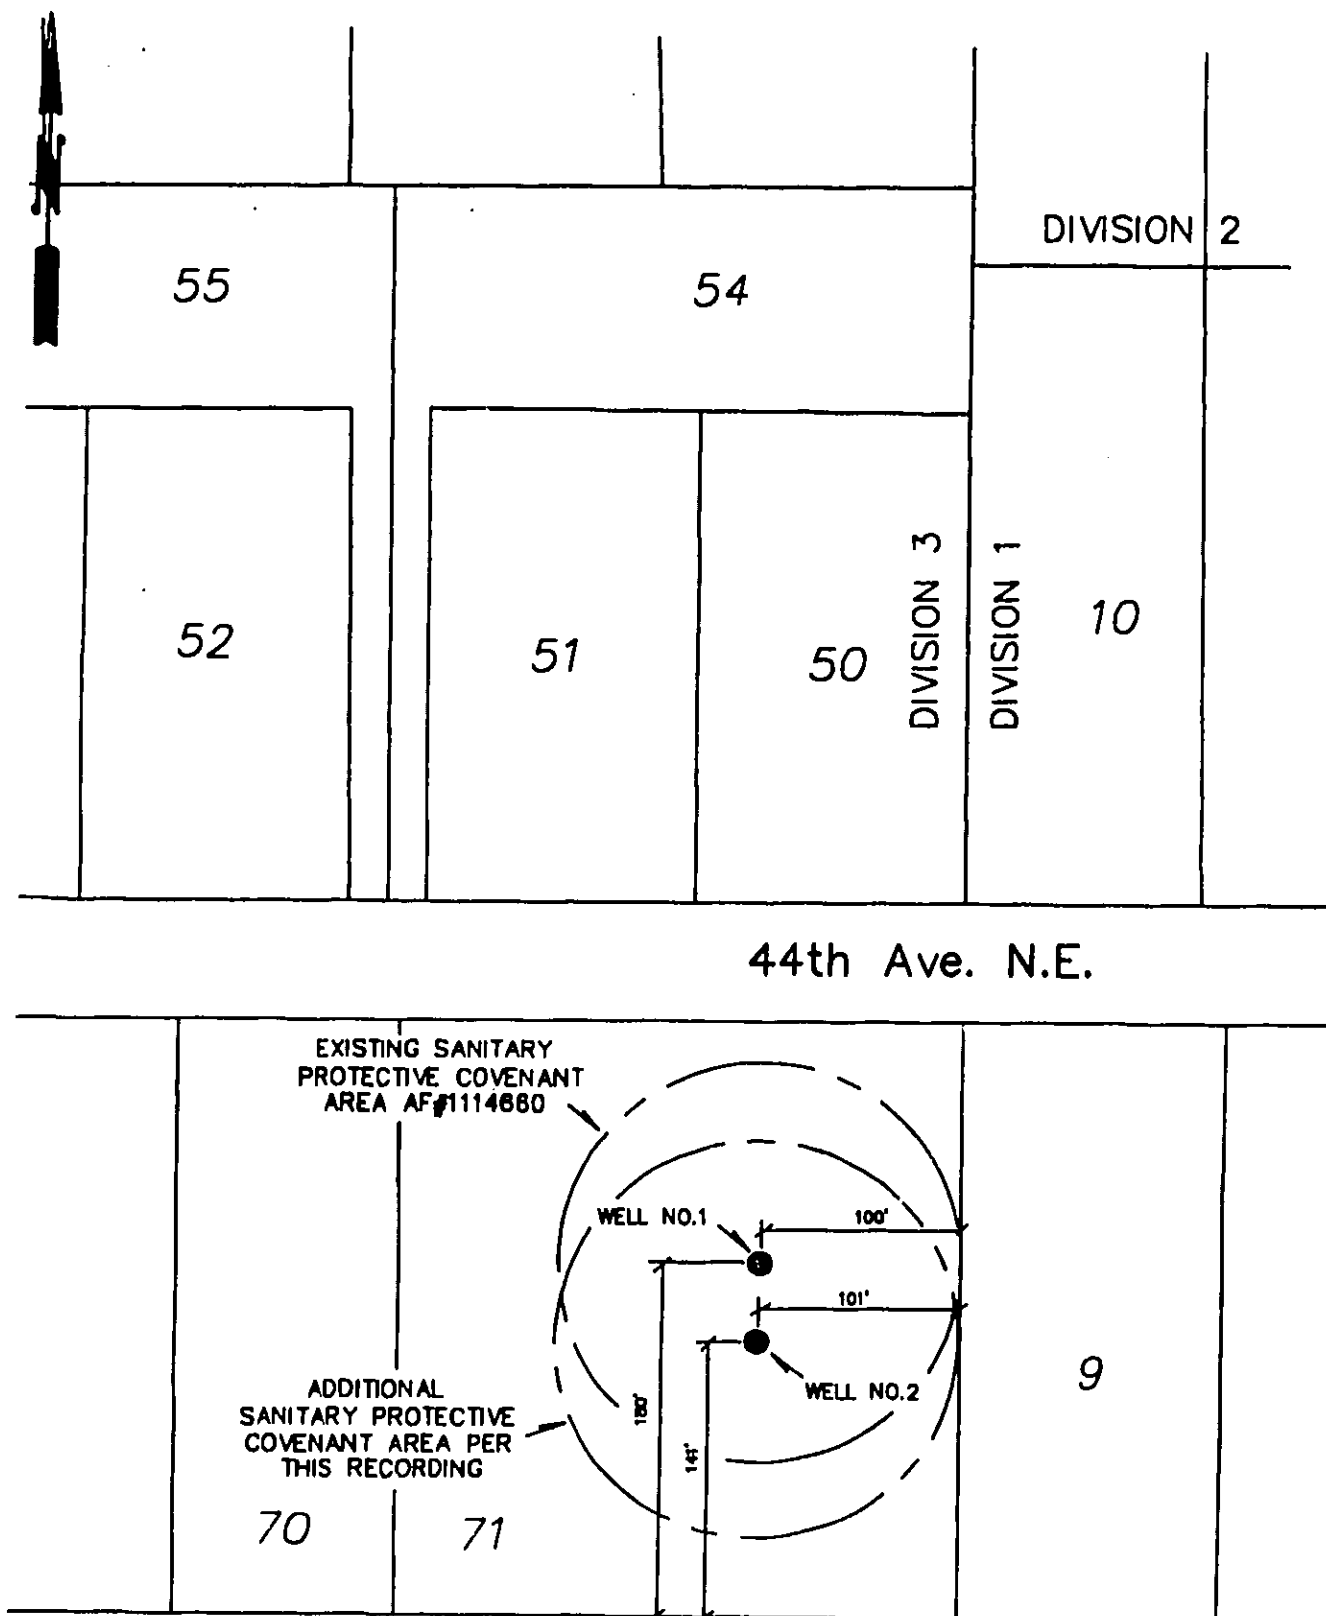 N
DIVISION 2
55
54
52
51
50
DIVISION 3
DIVISION 1
10
44th Ave. N.E.
EXISTING SANITARY
PROTECTIVE COVENANT
AREA AF#1114660
WELL NO.1
100'
101'
WELL NO.2
180'
141'
9
ADDITIONAL
SANITARY PROTECTIVE
COVENANT AREA PER
THIS RECORDING
70
71